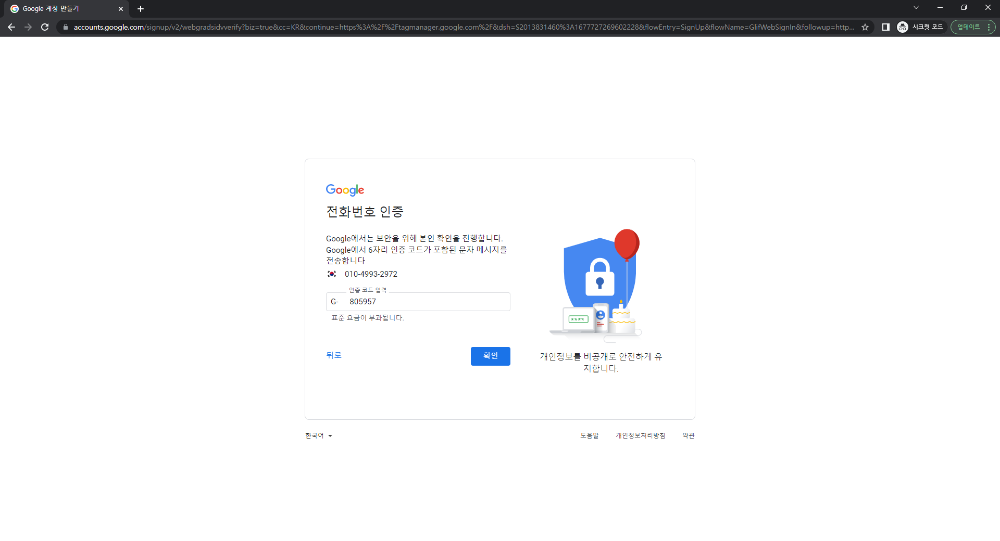 Google 계정 만들기
accounts.google.com/signup/v2/webgradsidvverify?biz=true&cc=KR&continue=https%3A%2F%2Ftagmanager.google.com%2F&dsh=S2013831460%3A1677727269602228&flowEntry=SignUp&flowName=GlifWebSignIn&followup=http...
시크릿 모드
업데이트
Google
전화번호 인증
Google에서는 보안을 위해 본인 확인을 진행합니다.
Google에서 6자리 인증 코드가 포함된 문자 메시지를
전송합니다
010-4993-2972
인증 코드 입력
G- 805957
표준 요금이 부과됩니다.
뒤로
확인
****
개인정보를 비공개로 안전하게 유
지합니다.
한국어
도움말
개인정보처리방침
약관